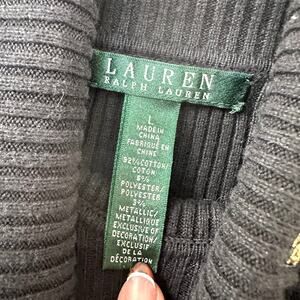 LAUREN
RALPH LAUREN
L
MADE IN
CHINA
FABRIQUÉ EN
CHINE
92% COTTON/
COTON
5%
POLYESTER/
POLYESTER
3%
METALLIC/
METALLIQUE
EXCLUSIVE OF
DECORATION/
EXCLUSIF
DE LA
DÉCORATION